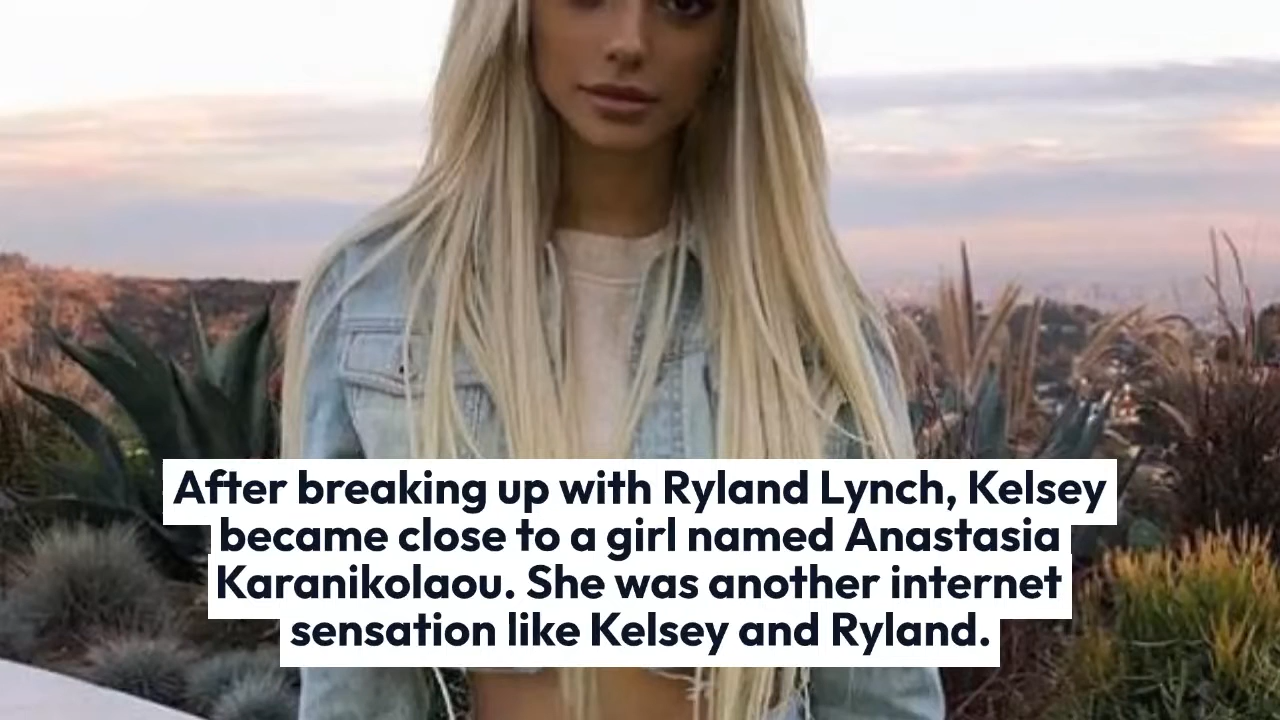 After breaking up with Ryland Lynch, Kelsey
became close to a girl named Anastasia
Karanikolaou. She was another internet
sensation like Kelsey and Ryland.